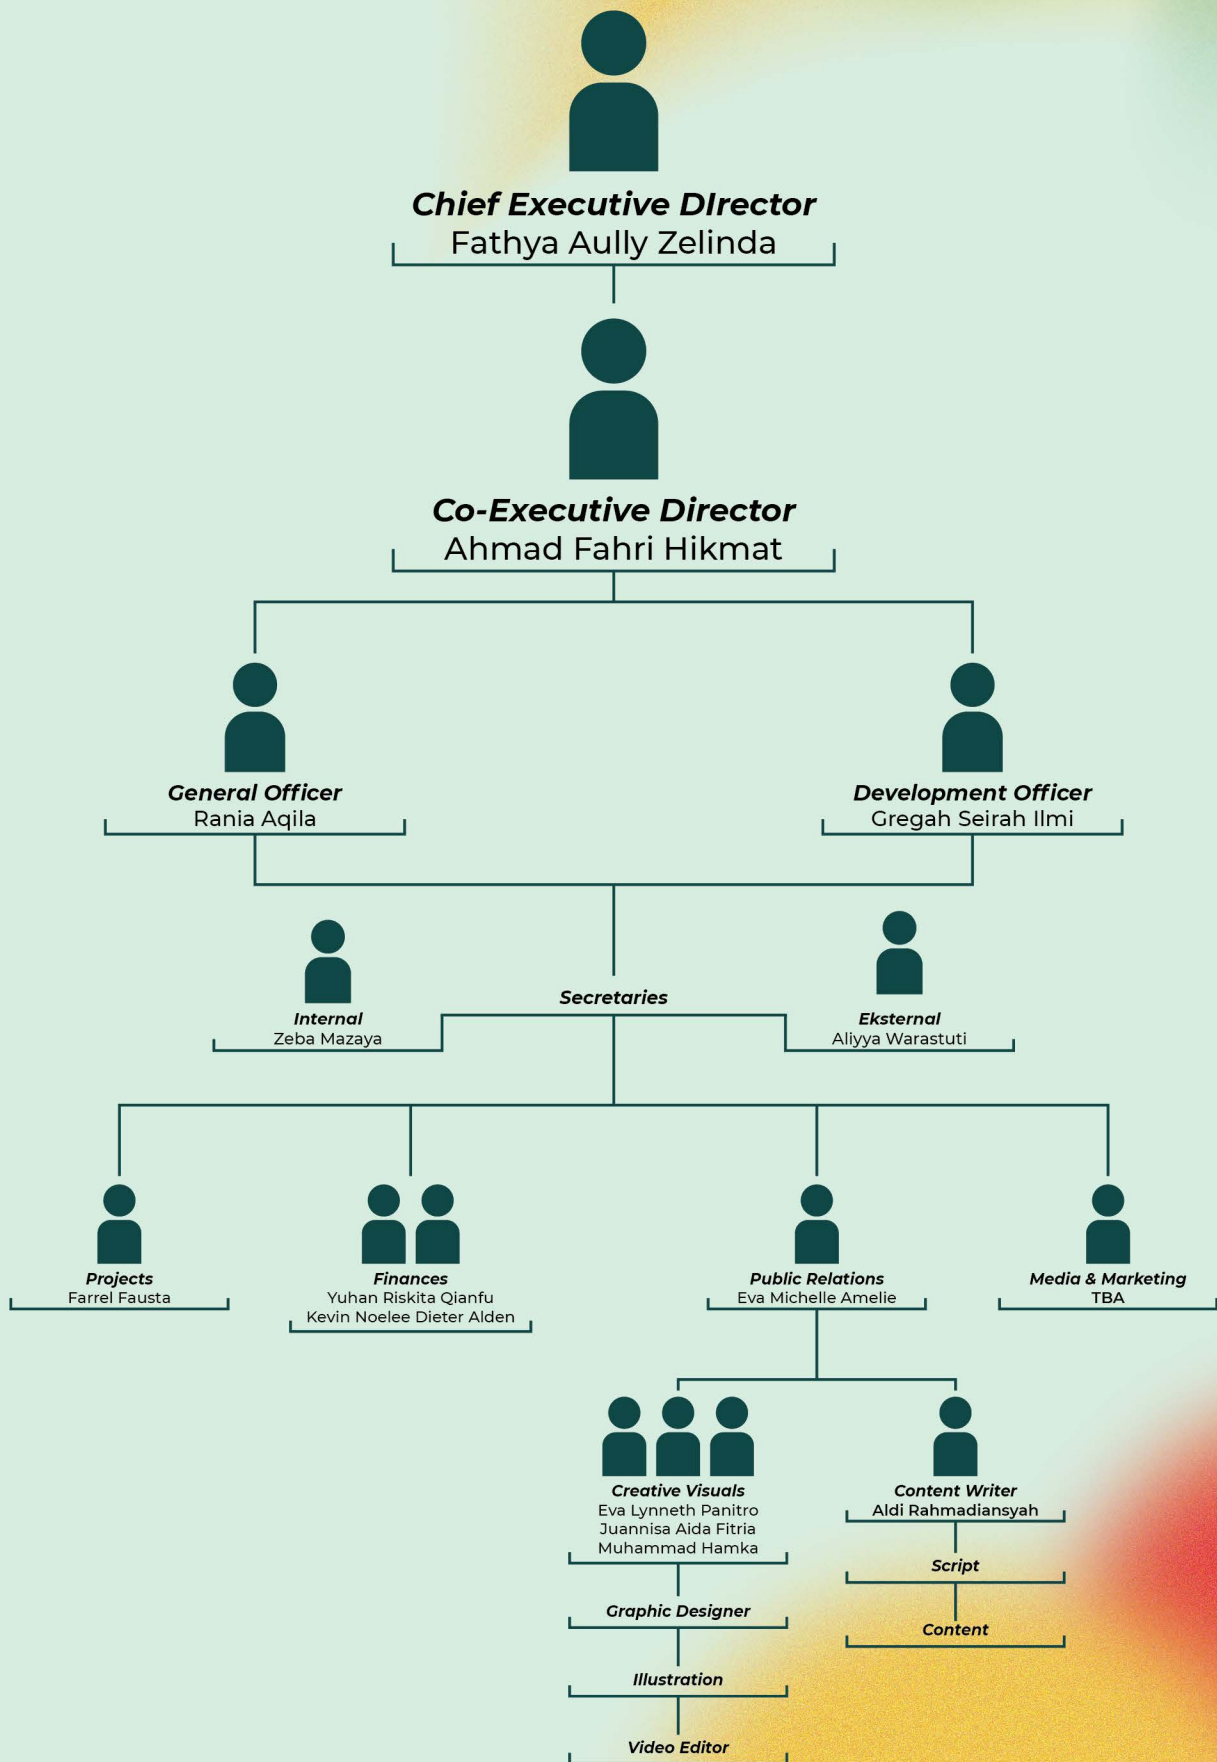 Chief Executive DIrector
Fathya Aully Zelinda
Co-Executive Director
Ahmad Fahri Hikmat
General Officer
Rania Aqila
Development Officer
Gregah Seirah Ilmi
Secretaries
Internal
Zeba Mazaya
Eksternal
Aliyya Warastuti
Projects
Farrel Fausta
Finances
Yuhan Riskita Qianfu
Kevin Noelee Dieter Alden
Public Relations
Eva Michelle Amelie
Media & Marketing
TBA
Creative Visuals
Eva Lynneth Panitro
Juannisa Aida Fitria
Muhammad Hamka
Graphic Designer
Illustration
Video Editor
Content Writer
Aldi Rahmadiansyah
Script
Content